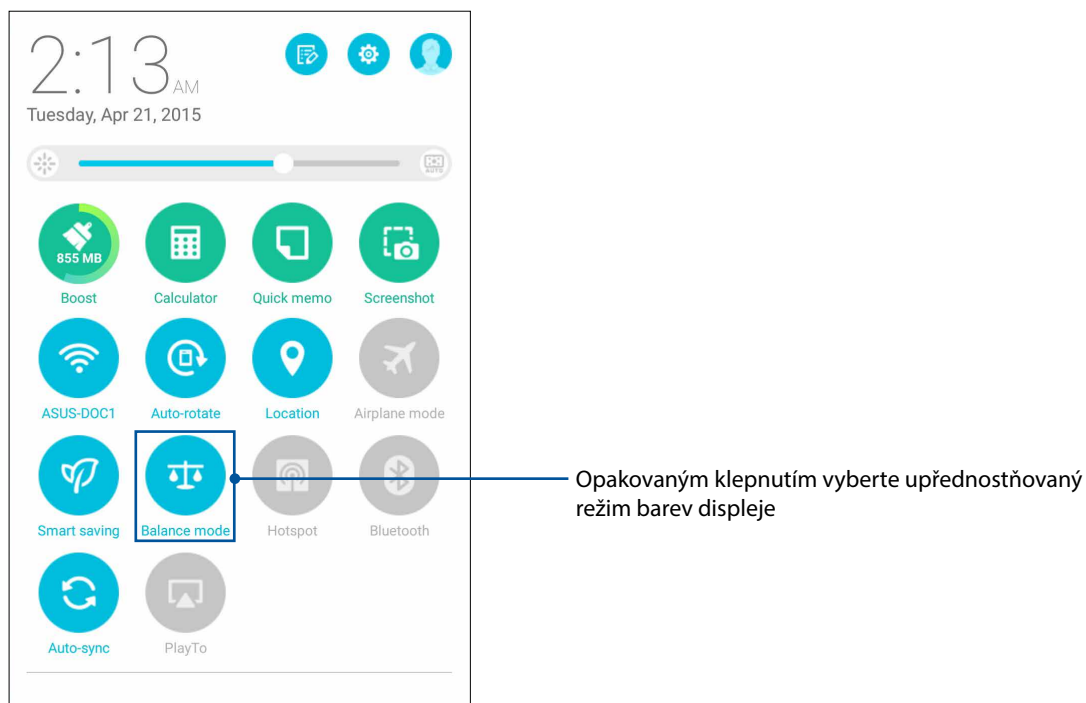 2:13 AM
Tuesday, Apr 21, 2015
AUTO
855 MB
Boost Calculator Quick memo Screenshot
ASUS-DOC1 Auto-rotate Location Airplane mode
Smart saving Balance mode Hotspot Bluetooth
Auto-sync PlayTo
Opakovaným klepnutím vyberte upřednostňovaný
režim barev displeje